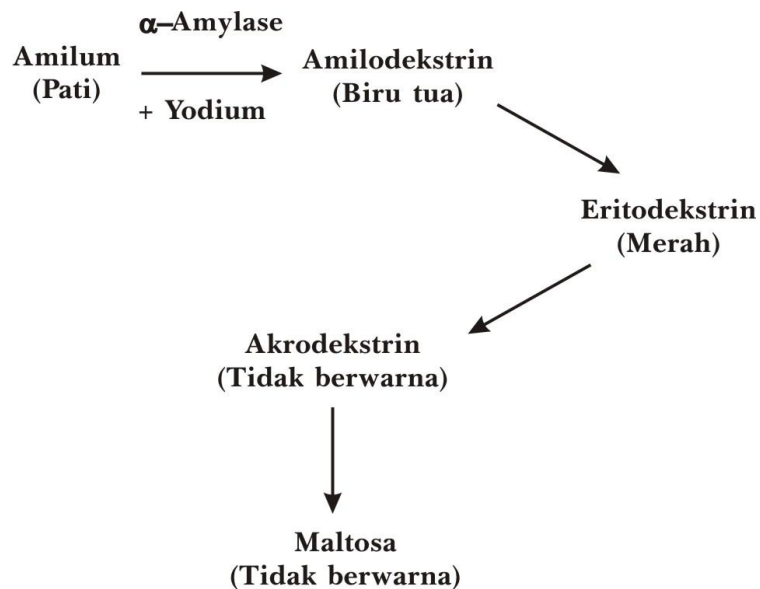 α–Amylase
Amilum
(Pati)
+ Yodium
Amilodekstrin
(Biru tua)
Eritodekstrin
(Merah)
Akrodekstrin
(Tidak berwarna)
Maltosa
(Tidak berwarna)